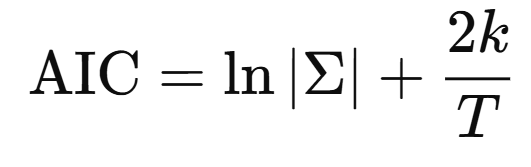 AIC = ln |Σ| + 2k/T